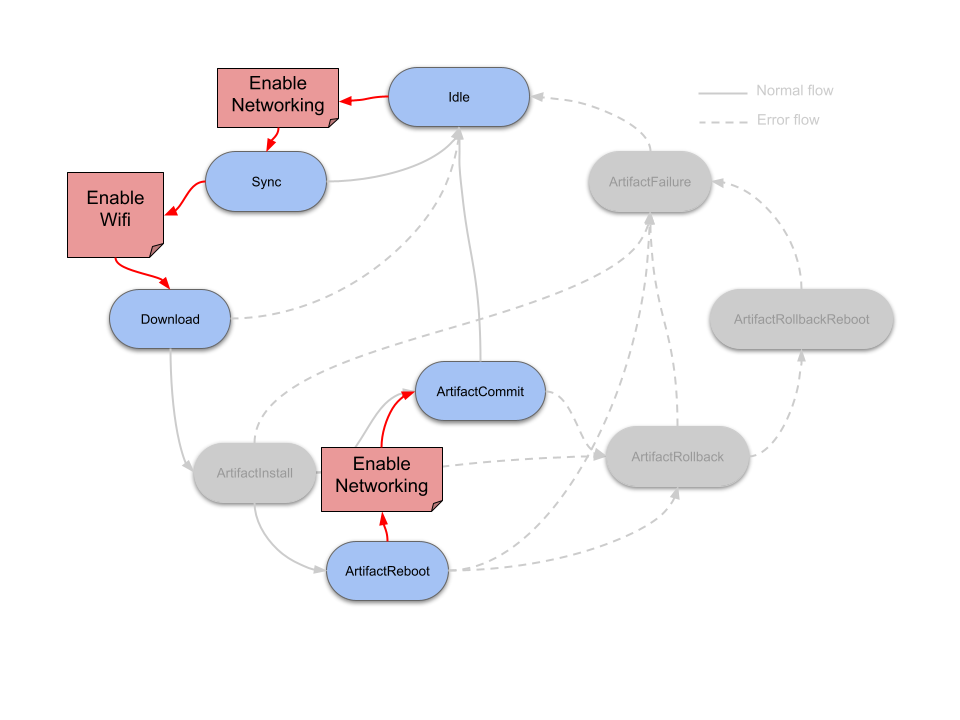 Enable
Networking
Idle
Normal flow
Error flow
Sync
ArtifactFailure
Enable
Wifi
Download
ArtifactRollbackReboot
ArtifactCommit
ArtifactInstall
Enable
Networking
ArtifactRollback
ArtifactReboot